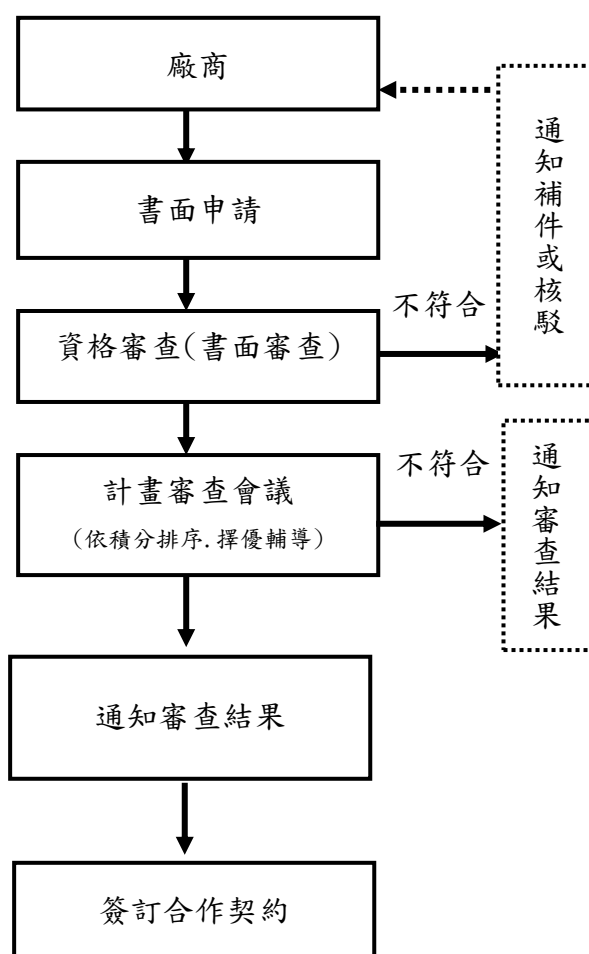 廠商
通知補件或核駁
書面申請
資格審查(書面審查)
不符合
計畫審查會議
(依積分排序.擇優輔導)
不符合
通知審查結果
通知審查結果
簽訂合作契約